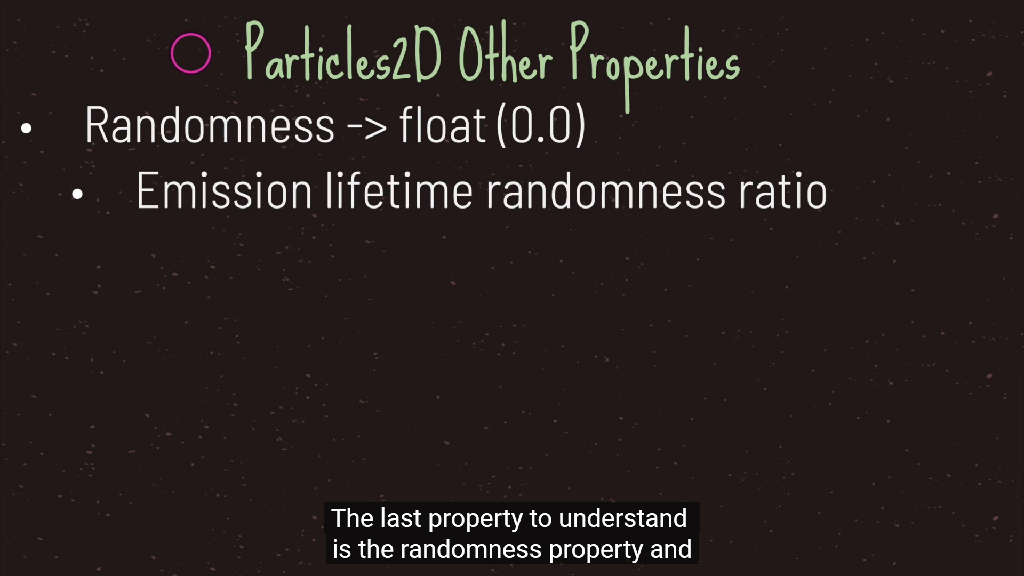 Particles2D Other Properties
• Randomness -> float (0.0)
• Emission lifetime randomness ratio
The last property to understand
is the randomness property and